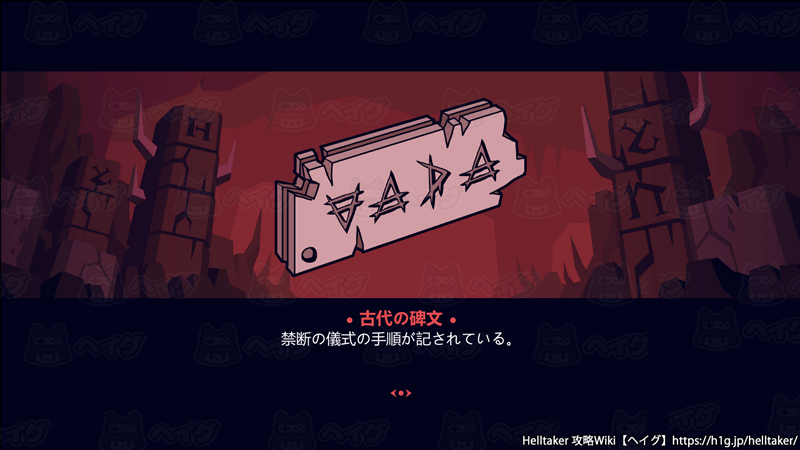 古代の碑文
禁断の儀式の手順が記されている。
Helltaker 攻略Wiki【ヘイグ】https://h1g.jp/helltaker/